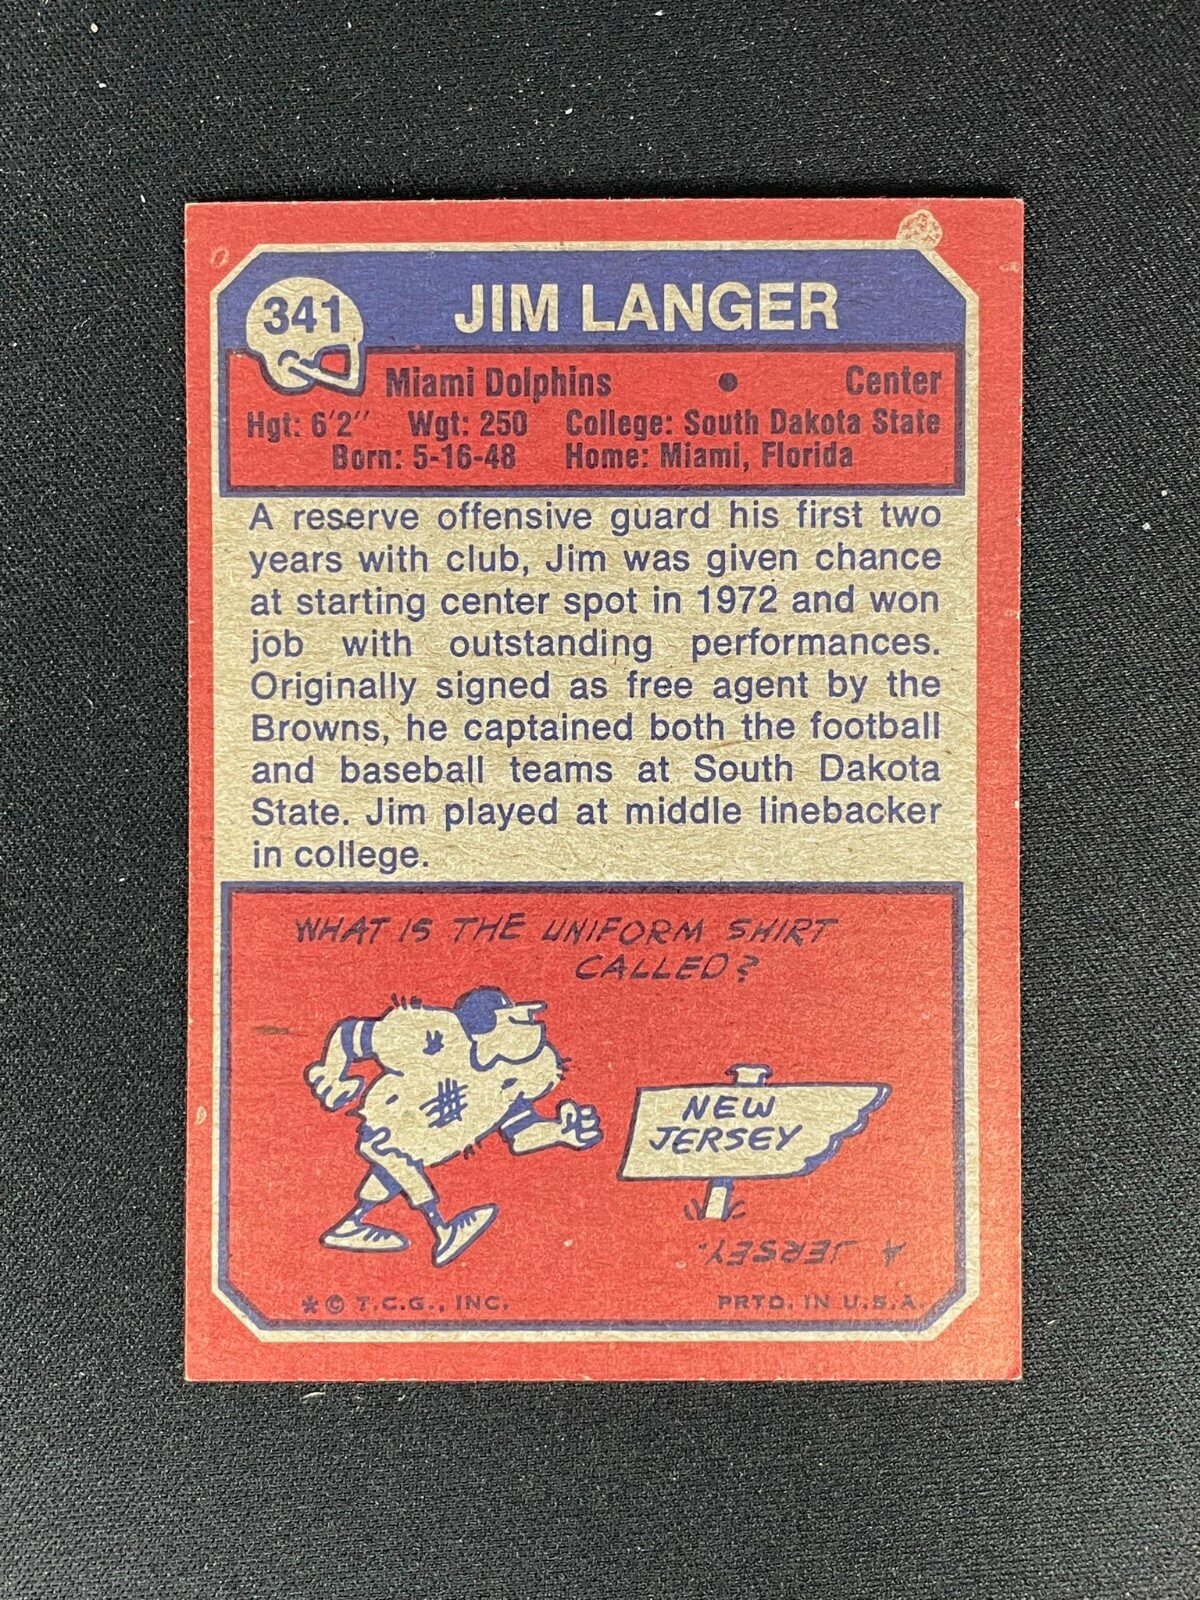 341
JIM LANGER
Miami Dolphins • Center
Hgt: 6'2" Wgt: 250 College: South Dakota State
Born: 5-16-48 Home: Miami, Florida
A reserve offensive guard his first two
years with club, Jim was given chance
at starting center spot in 1972 and won
job with outstanding performances.
Originally signed as free agent by the
Browns, he captained both the football
and baseball teams at South Dakota
State. Jim played at middle linebacker
in college.
WHAT IS THE UNIFORM SHIRT
CALLED?
NEW
JERSEY
A JERSEY.
*© T.C.G., INC. PRTD. IN U.S.A.